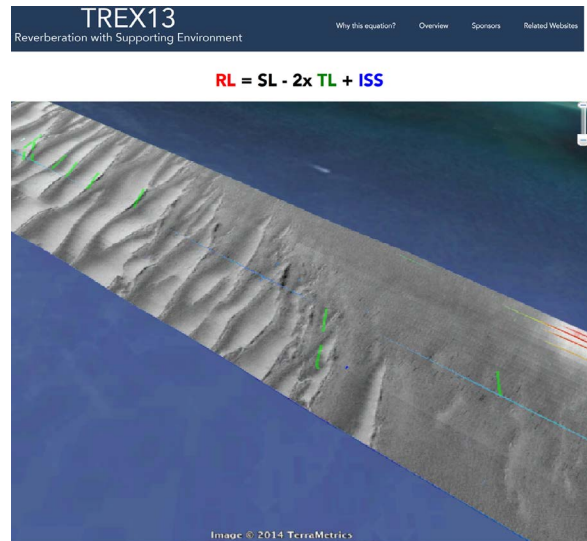 TREX13
Reverberation with Supporting Environment
Why this equation? Overview Sponsors Related Websites
RL = SL - 2x TL + ISS
Image © 2014 TerraMetrics